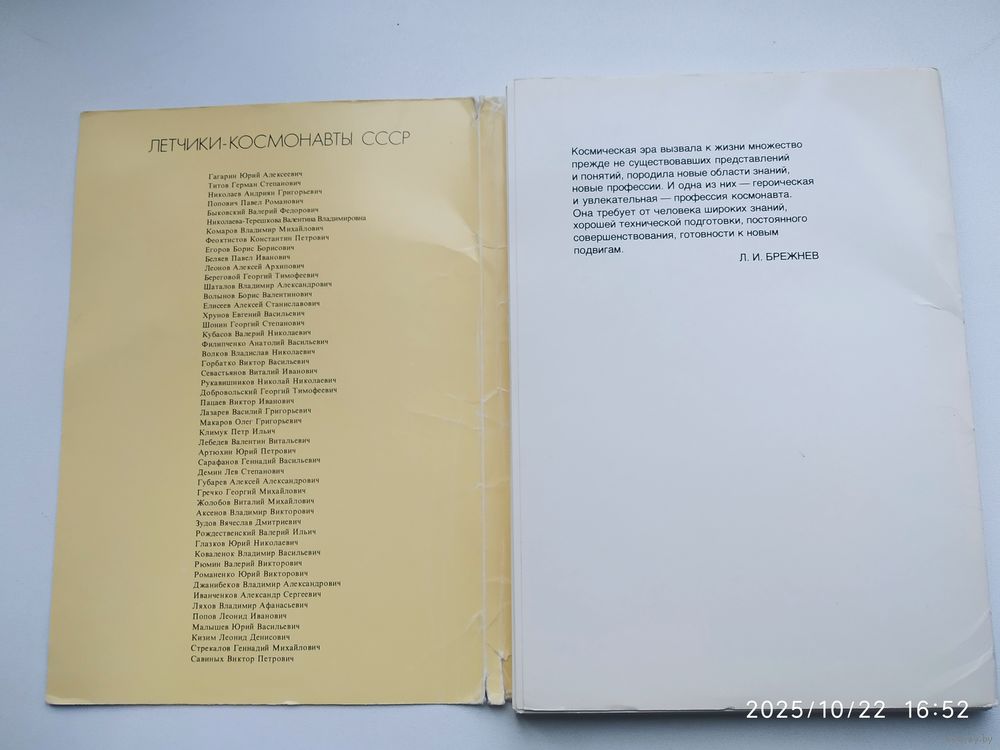 ЛЕТЧИКИ-КОСМОНАВТЫ СССР
Гагарин Юрий Алексеевич
Титов Герман Степанович
Николаев Андриян Григорьевич
Попович Павел Романович
Быковский Валерий Федорович
Николаева-Терешкова Валентина Владимировна
Комаров Владимир Михайлович
Феоктистов Константин Петрович
Егоров Борис Борисович
Беляев Павел Иванович
Леонов Алексей Архипович
Береговой Георгий Тимофеевич
Шаталов Владимир Александрович
Волынов Борис Валентинович
Елисеев Алексей Станиславович
Хрунов Евгений Васильевич
Шонин Георгий Степанович
Кубасов Валерий Николаевич
Филипченко Анатолий Васильевич
Волков Владислав Николаевич
Горбатко Виктор Васильевич
Севастьянов Виталий Иванович
Рукавишников Николай Николаевич
Добровольский Георгий Тимофеевич
Пацаев Виктор Иванович
Лазарев Василий Григорьевич
Макаров Олег Григорьевич
Климук Петр Ильич
Лебедев Валентин Витальевич
Артюхин Юрий Петрович
Сарафанов Геннадий Васильевич
Демин Лев Степанович
Губарев Алексей Александрович
Гречко Георгий Михайлович
Жолобов Виталий Михайлович
Аксенов Владимир Викторович
Зудов Вячеслав Дмитриевич
Рождественский Валерий Ильич
Глазков Юрий Николаевич
Коваленок Владимир Васильевич
Рюмин Валерий Викторович
Романенко Юрий Викторович
Джанибеков Владимир Александрович
Иванченков Александр Сергеевич
Ляхов Владимир Афанасьевич
Попов Леонид Иванович
Малышев Юрий Васильевич
Кизим Леонид Денисович
Стрекалов Геннадий Михайлович
Савиных Виктор Петрович
Космическая эра вызвала к жизни множество
прежде не существовавших представлений
и понятий, породила новые области знаний,
новые профессии. И одна из них — героическая
и увлекательная — профессия космонавта.
Она требует от человека широких знаний,
хорошей технической подготовки, постоянного
совершенствования, готовности к новым
подвигам.
Л. И. БРЕЖНЕВ
2025/10/22 16:52